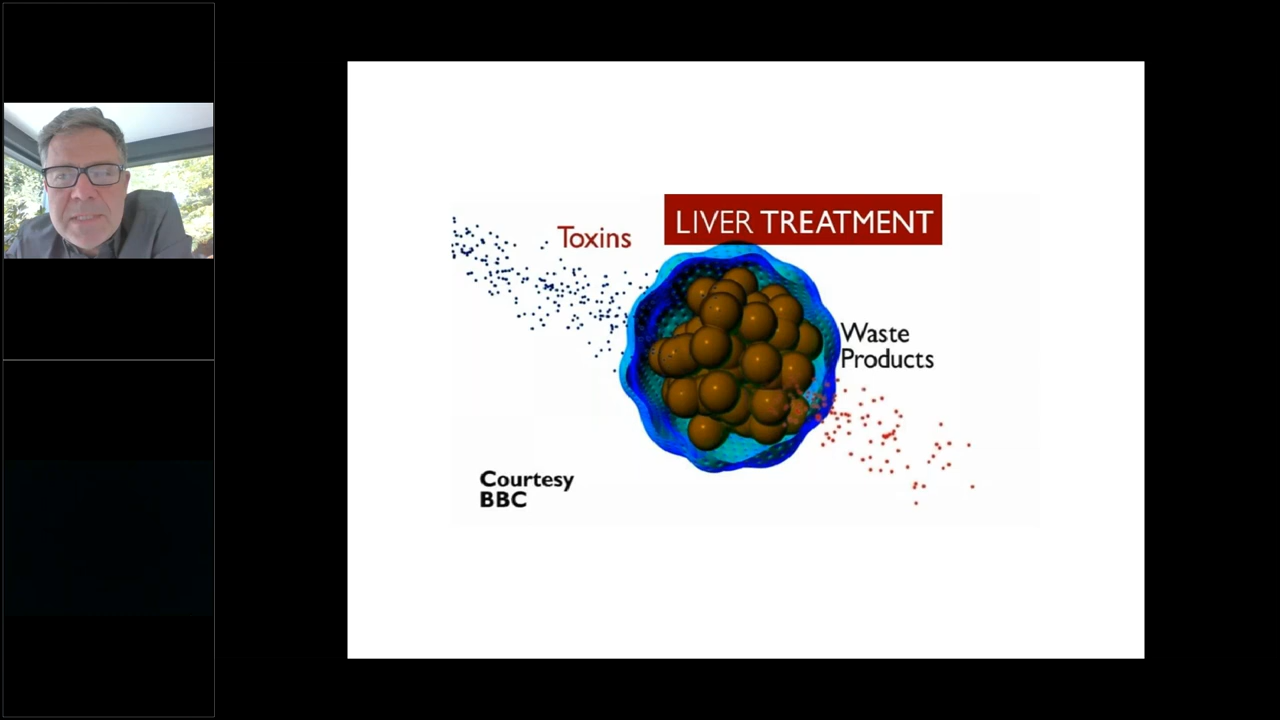 LIVER TREATMENT
Toxins
Waste
Products
Courtesy
BBC